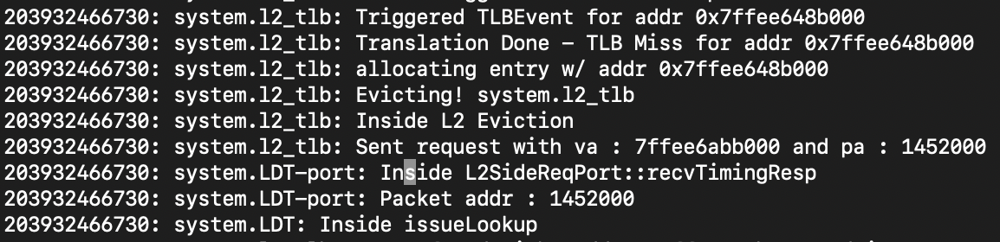 203932466730: system.l2_tlb: Triggered TLBEvent for addr 0x7ffee648b000
203932466730: system.l2_tlb: Translation Done – TLB Miss for addr 0x7ffee648b000
203932466730: system.l2_tlb: allocating entry w/ addr 0x7ffee648b000
203932466730: system.l2_tlb: Evicting! system.l2_tlb
203932466730: system.l2_tlb: Inside L2 Eviction
203932466730: system.l2_tlb: Sent request with va : 7ffee6abb000 and pa : 1452000
203932466730: system.LDT-port: Inside L2SideReqPort::recvTimingResp
203932466730: system.LDT-port: Packet addr : 1452000
203932466730: system.LDT: Inside issueLookup